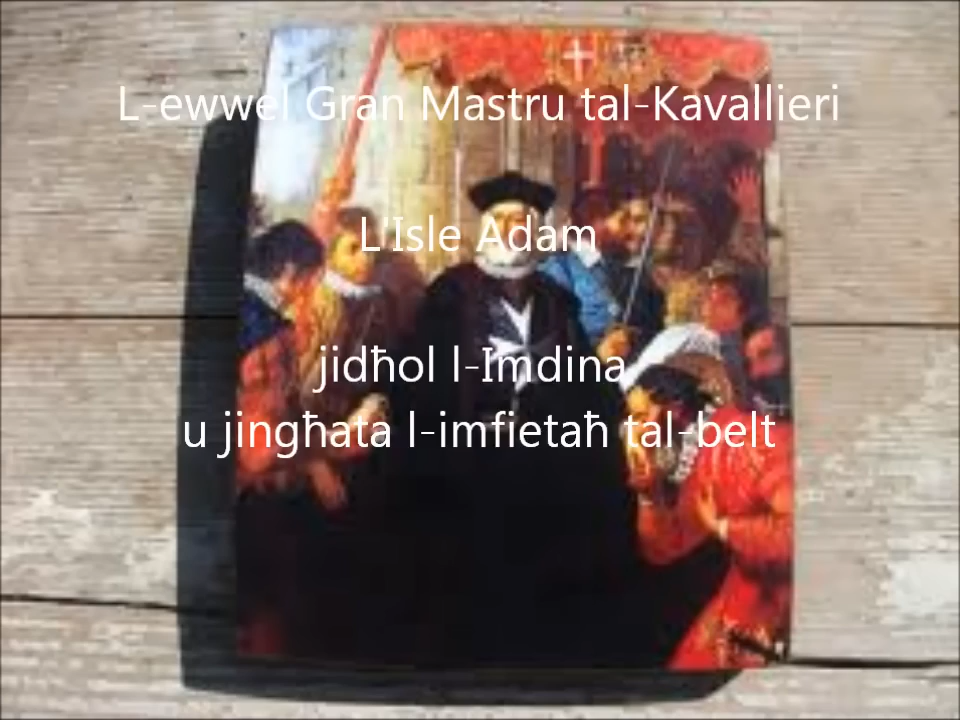 L-ewwel Gran Mastru tal-Kavallieri
L'Isle Adam
jidħol l-Imdina
u jingħata l-imfietaħ tal-belt